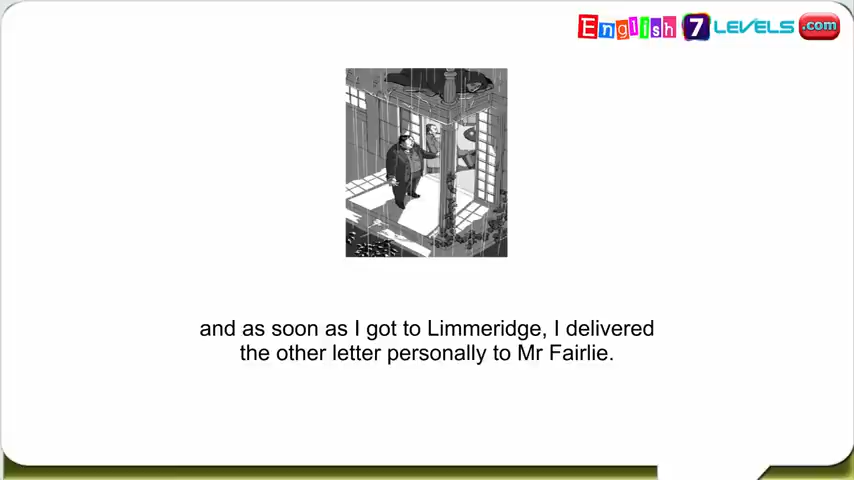 English 7 LEVELS .com
and as soon as I got to Limmeridge, I delivered
the other letter personally to Mr Fairlie.